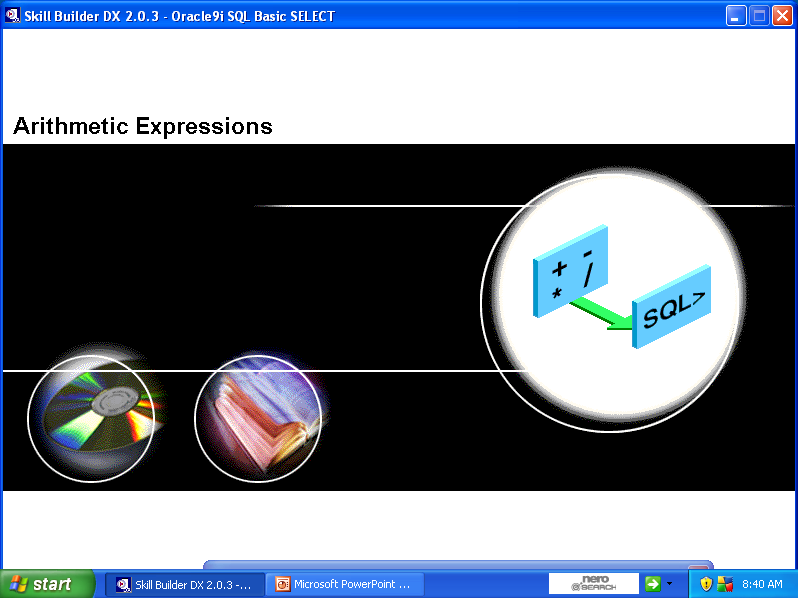 Skill Builder DX 2.0.3 - Oracle9i SQL Basic SELECT
Arithmetic Expressions
+ -
* /
SQL>
start
Skill Builder DX 2.0.3 -...
Microsoft PowerPoint ...
nero
@SEARCH
8:40 AM